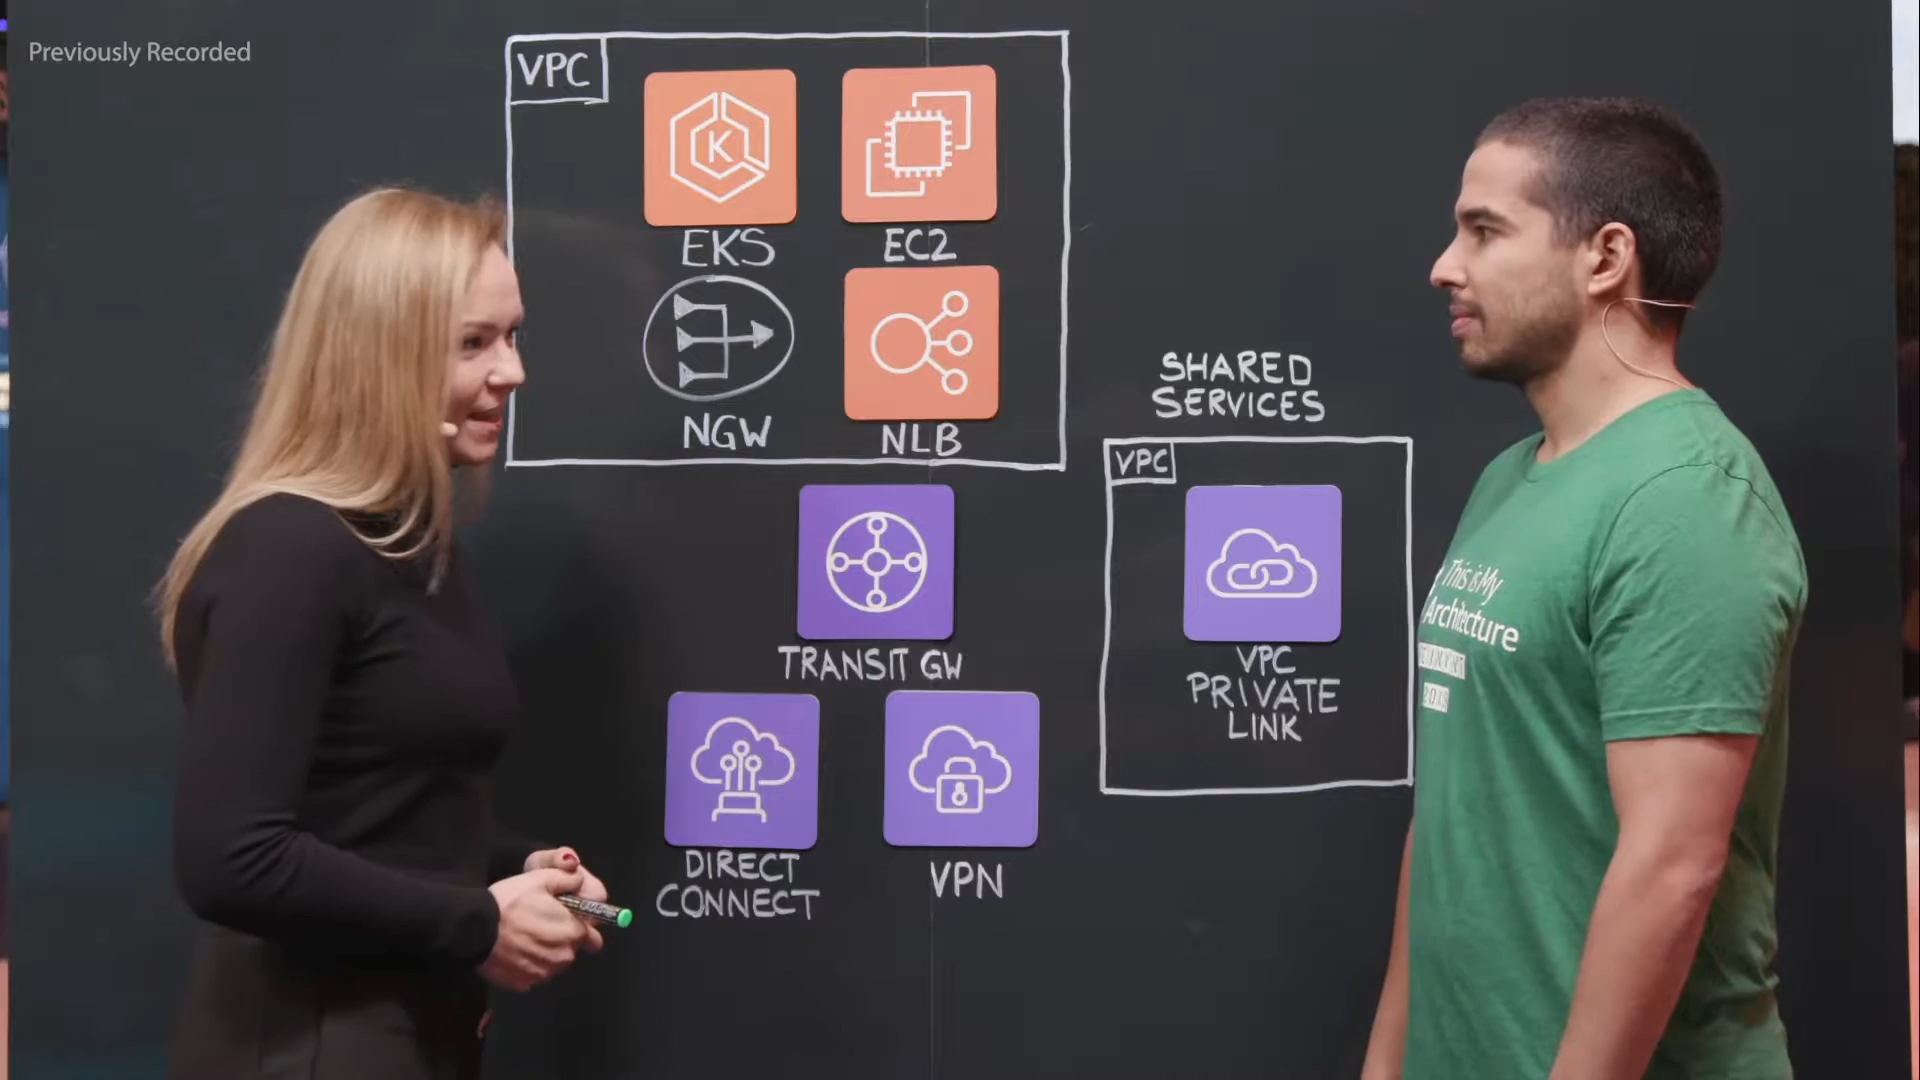 Previously Recorded
VPC
K
EKS
EC2
NGW
NLB
SHARED
SERVICES
VPC
TRANSIT GW
VPC
PRIVATE
LINK
DIRECT
CONNECT
VPN
This is My
Architecture